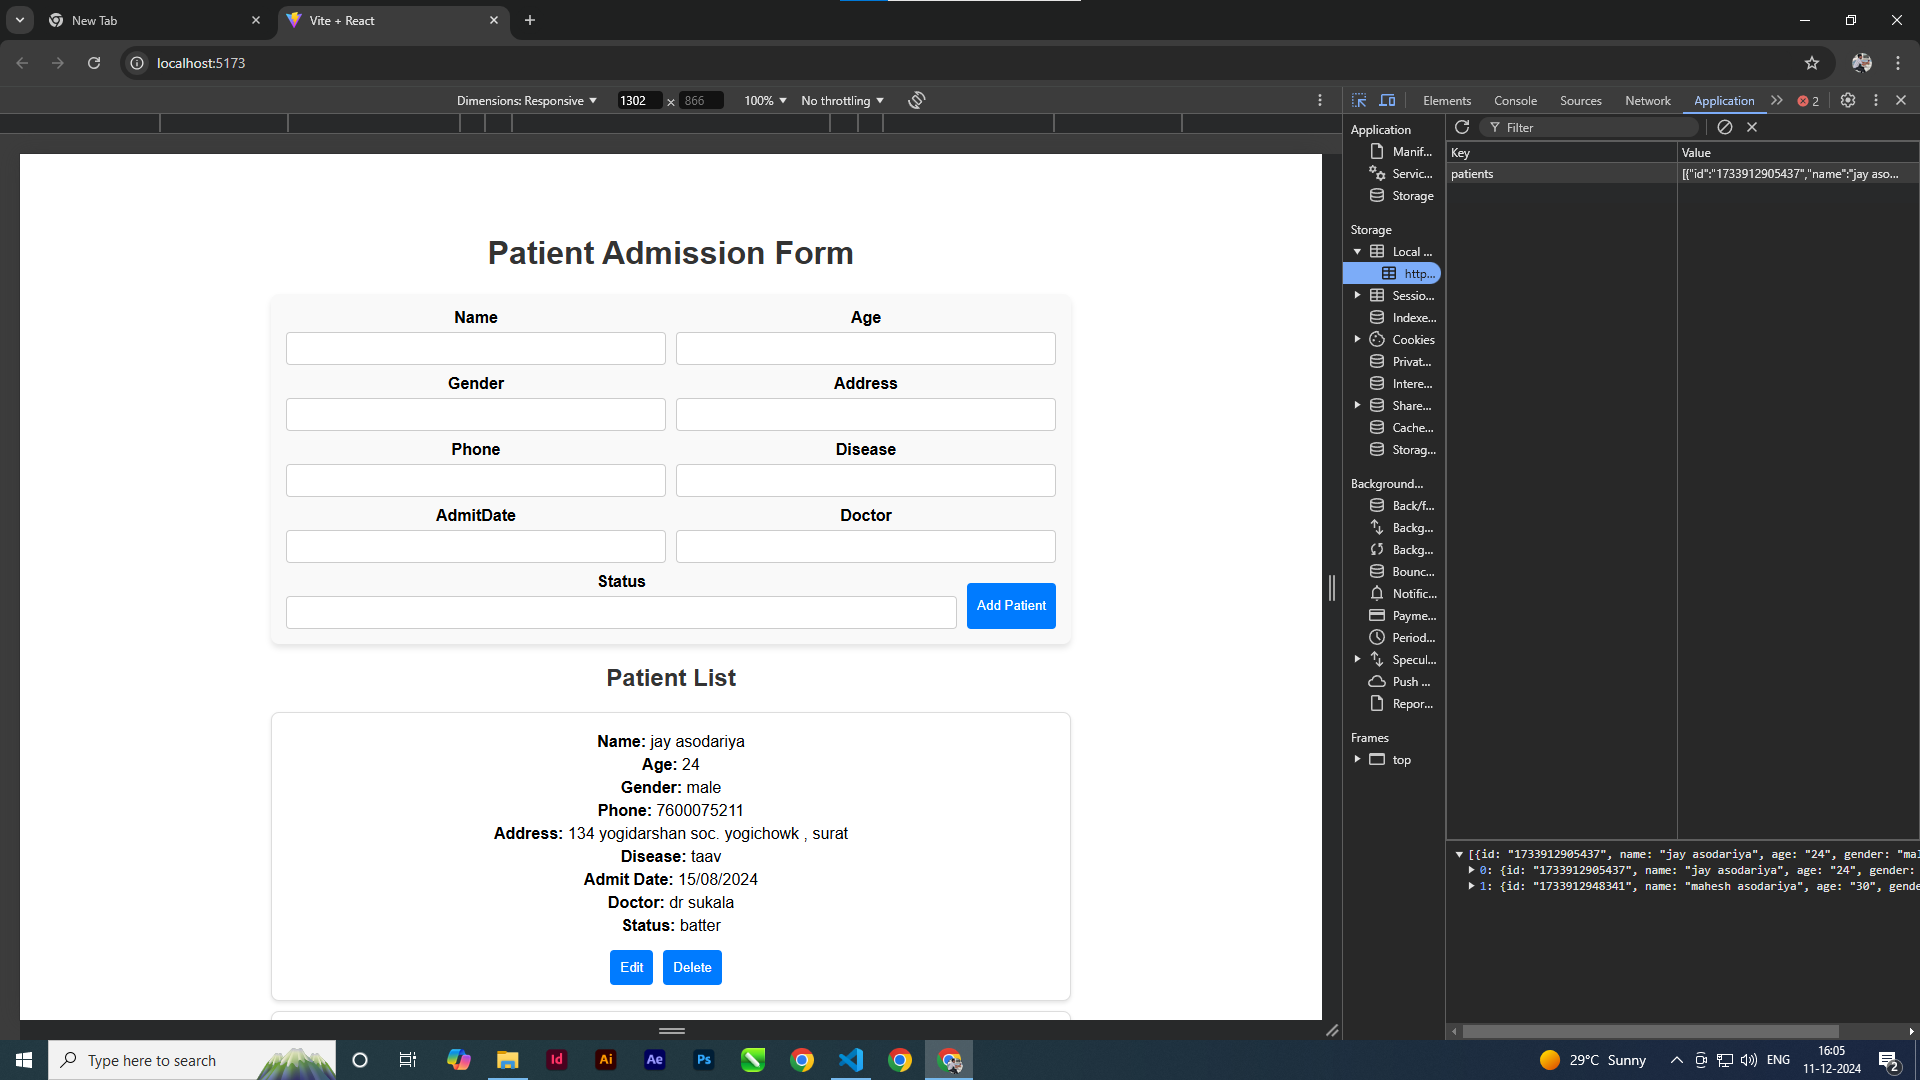 New Tab
Vite + React
localhost:5173
Dimensions: Responsive 1302 × 866 100% No throttling
Elements Console Sources Network Application 2
Application
Manif...
Servic...
Storage
Storage
Local ...
http...
Sessio...
Indexe...
Cookies
Privat...
Intere...
Share...
Cache...
Storag...
Background...
Back/f...
Backg...
Backg...
Bounc...
Notific...
Payme...
Period...
Specul...
Push ...
Repor...
Frames
top
Filter
Key Value
patients [{"id":"1733912905437","name":"jay aso...
[{id: "1733912905437", name: "jay asodariya", age: "24", gender: "mal
0: {id: "1733912905437", name: "jay asodariya", age: "24", gender:
1: {id: "1733912948341", name: "mahesh asodariya", age: "30", gende
Patient Admission Form
Name Age
Gender Address
Phone Disease
AdmitDate Doctor
Status
Add Patient
Patient List
Name: jay asodariya
Age: 24
Gender: male
Phone: 7600075211
Address: 134 yogidarshan soc. yogichowk , surat
Disease: taav
Admit Date: 15/08/2024
Doctor: dr sukala
Status: batter
Edit Delete
Type here to search
Id Ai Ae Ps
29°C Sunny
ENG
16:05
11-12-2024
2